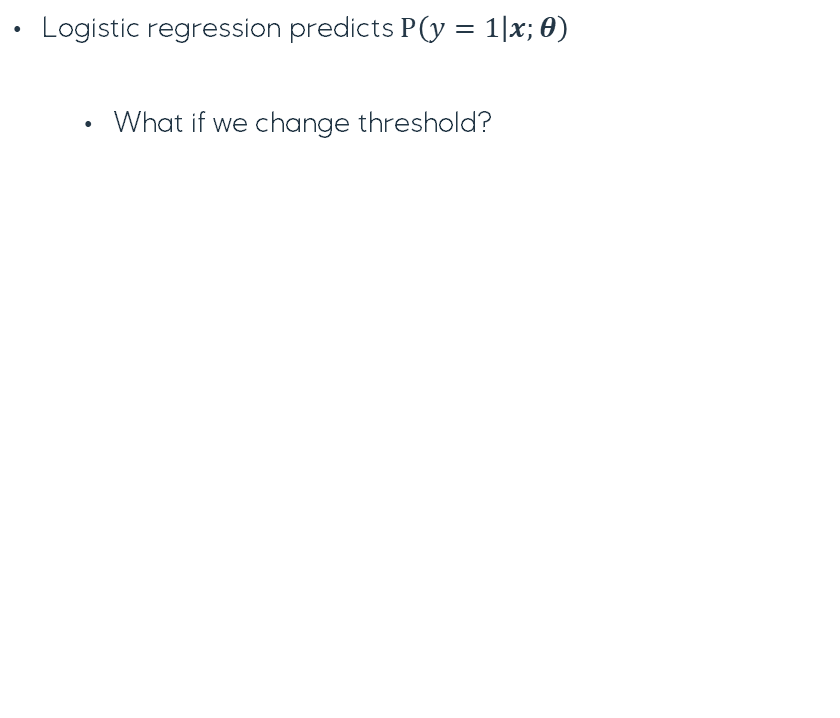 • Logistic regression predicts P(y = 1|x; θ)
• What if we change threshold?